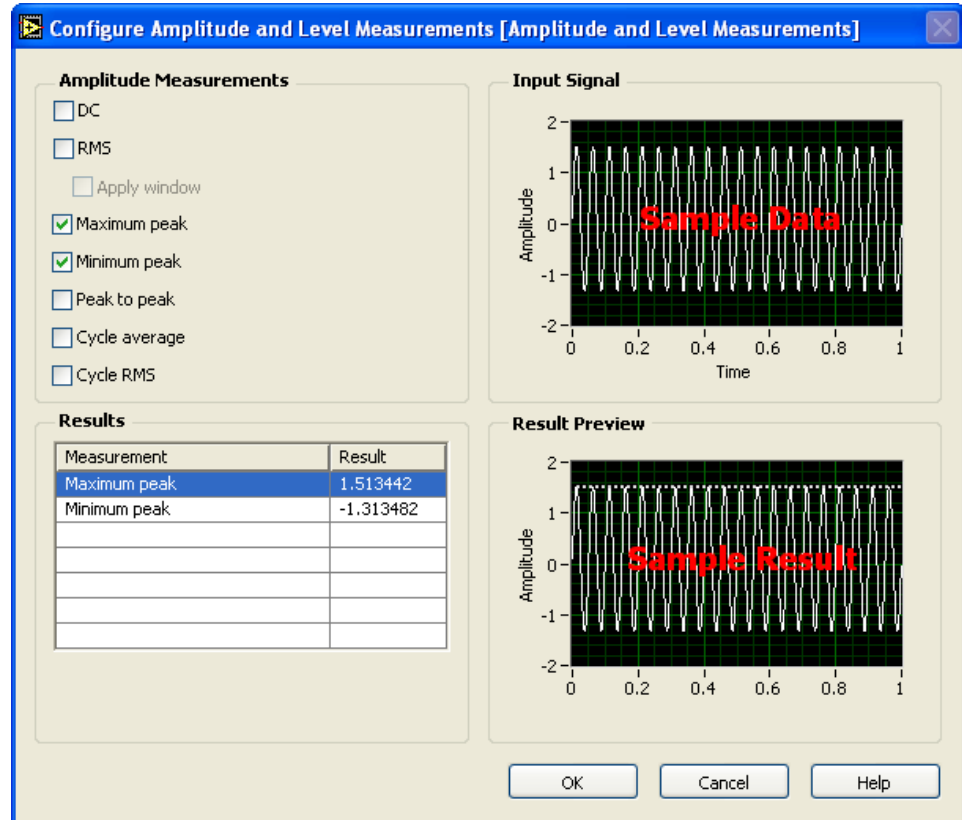 Configure Amplitude and Level Measurements [Amplitude and Level Measurements]
Amplitude Measurements
DC
RMS
Apply window
Maximum peak
Minimum peak
Peak to peak
Cycle average
Cycle RMS
Input Signal
2
1
0
-1
-2
Amplitude
Sample Data
0 0.2 0.4 0.6 0.8 1
Time
Results
Measurement Result
Maximum peak 1.513442
Minimum peak -1.313482
Result Preview
2
1
0
-1
-2
Amplitude
Sample Result
0 0.2 0.4 0.6 0.8 1
OK Cancel Help